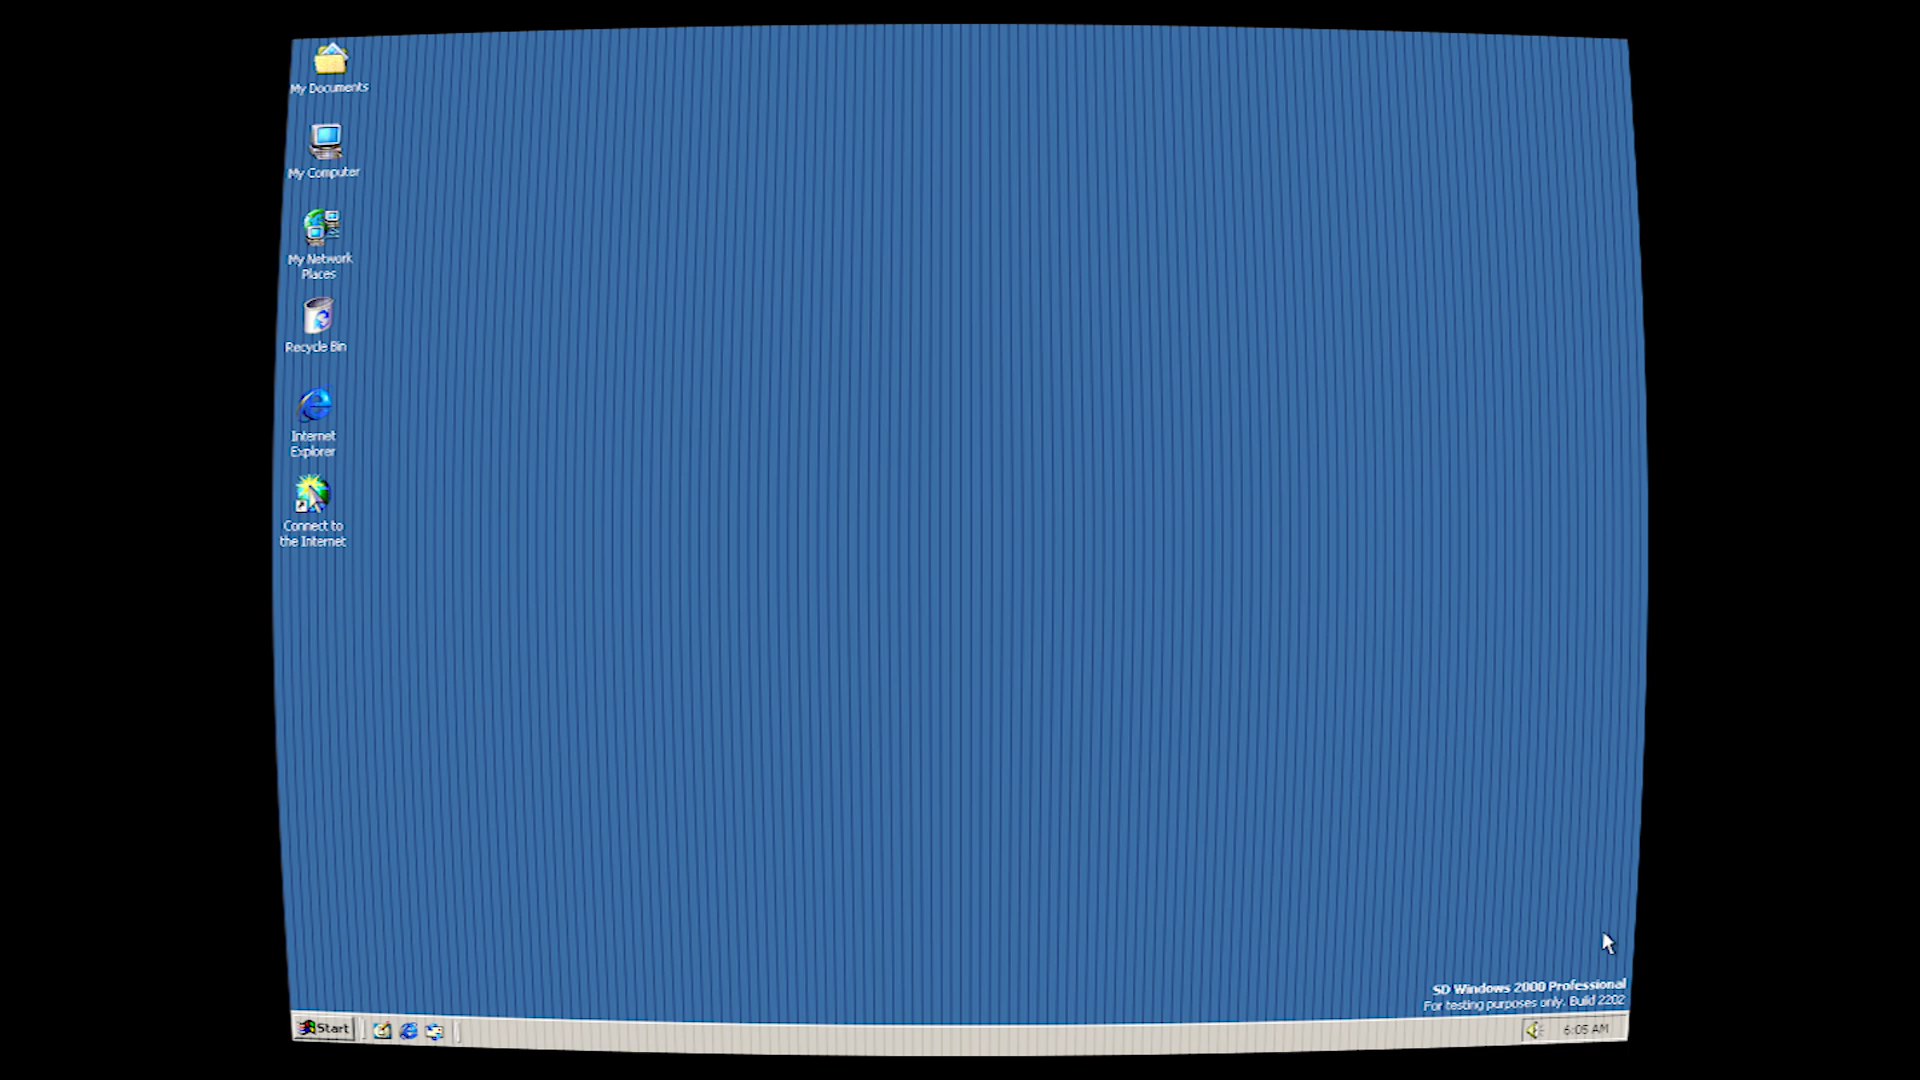 My Documents
My Computer
My Network
Places
Recycle Bin
Internet
Explorer
Connect to
the Internet
SD Windows 2000 Professional
For testing purposes only. Build 2202
Start
6:05 AM